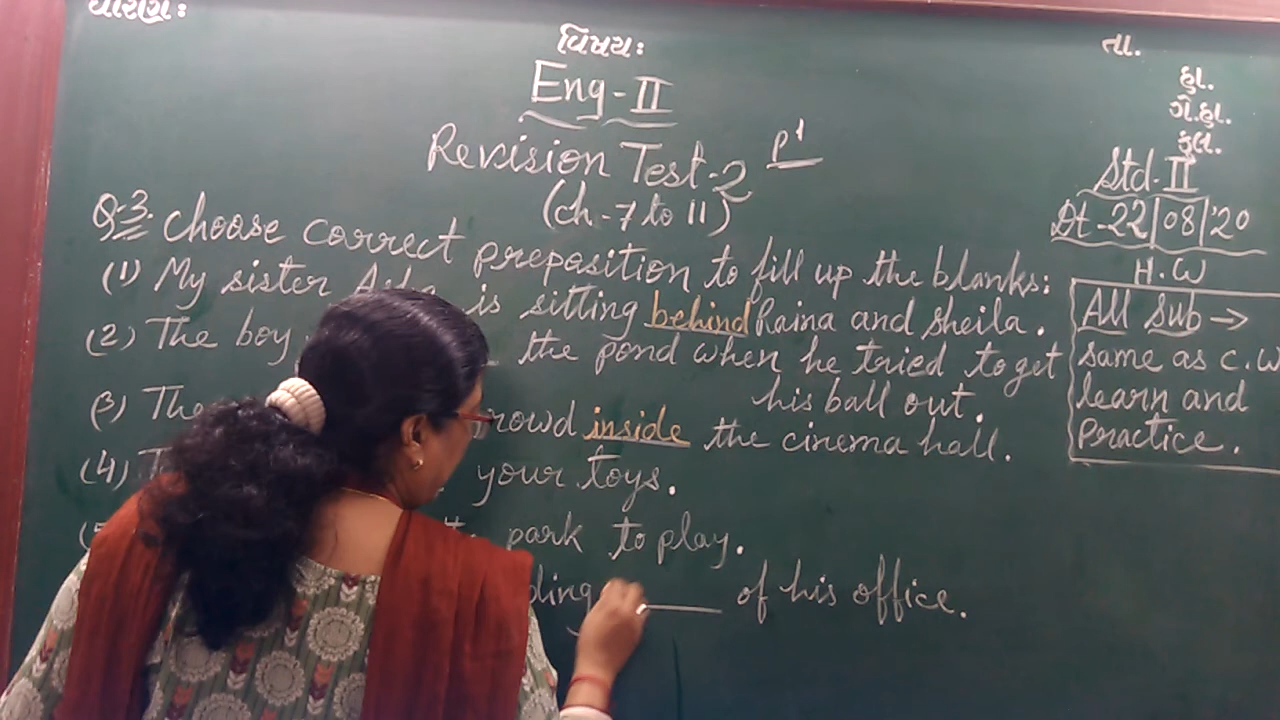 વિષય:
તા.
હા.
ગે.હા.
કુલ.
Eng-II
Revision Test-2 P1
(ch-7 to 11)
Std-II
Dt-22|08|'20
Q-3. Choose correct preposition to fill up the blanks:
(1) My sister is sitting behind Raina and Sheila.
(2) The boy the pond when he tried to get
his ball out.
(3) The inside the cinema hall.
(4) your toys.
park to play.
____ of his office.
H.W
All Sub →
same as c.w
learn and
practice.